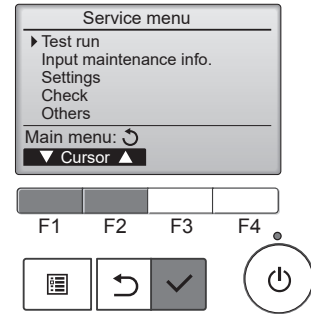 Service menu
Test run
Input maintenance info.
Settings
Check
Others
Main menu:
▼ Cursor ▲
F1 F2 F3 F4